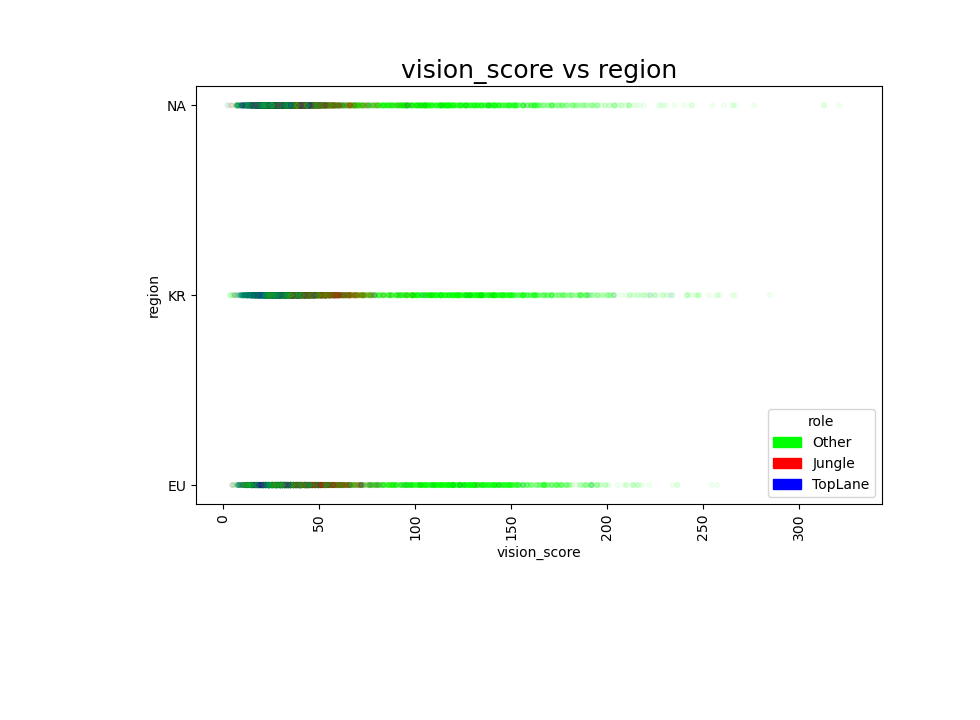 vision_score vs region
NA
KR
EU
region
0
50
100
150
200
250
300
vision_score
role
Other
Jungle
TopLane